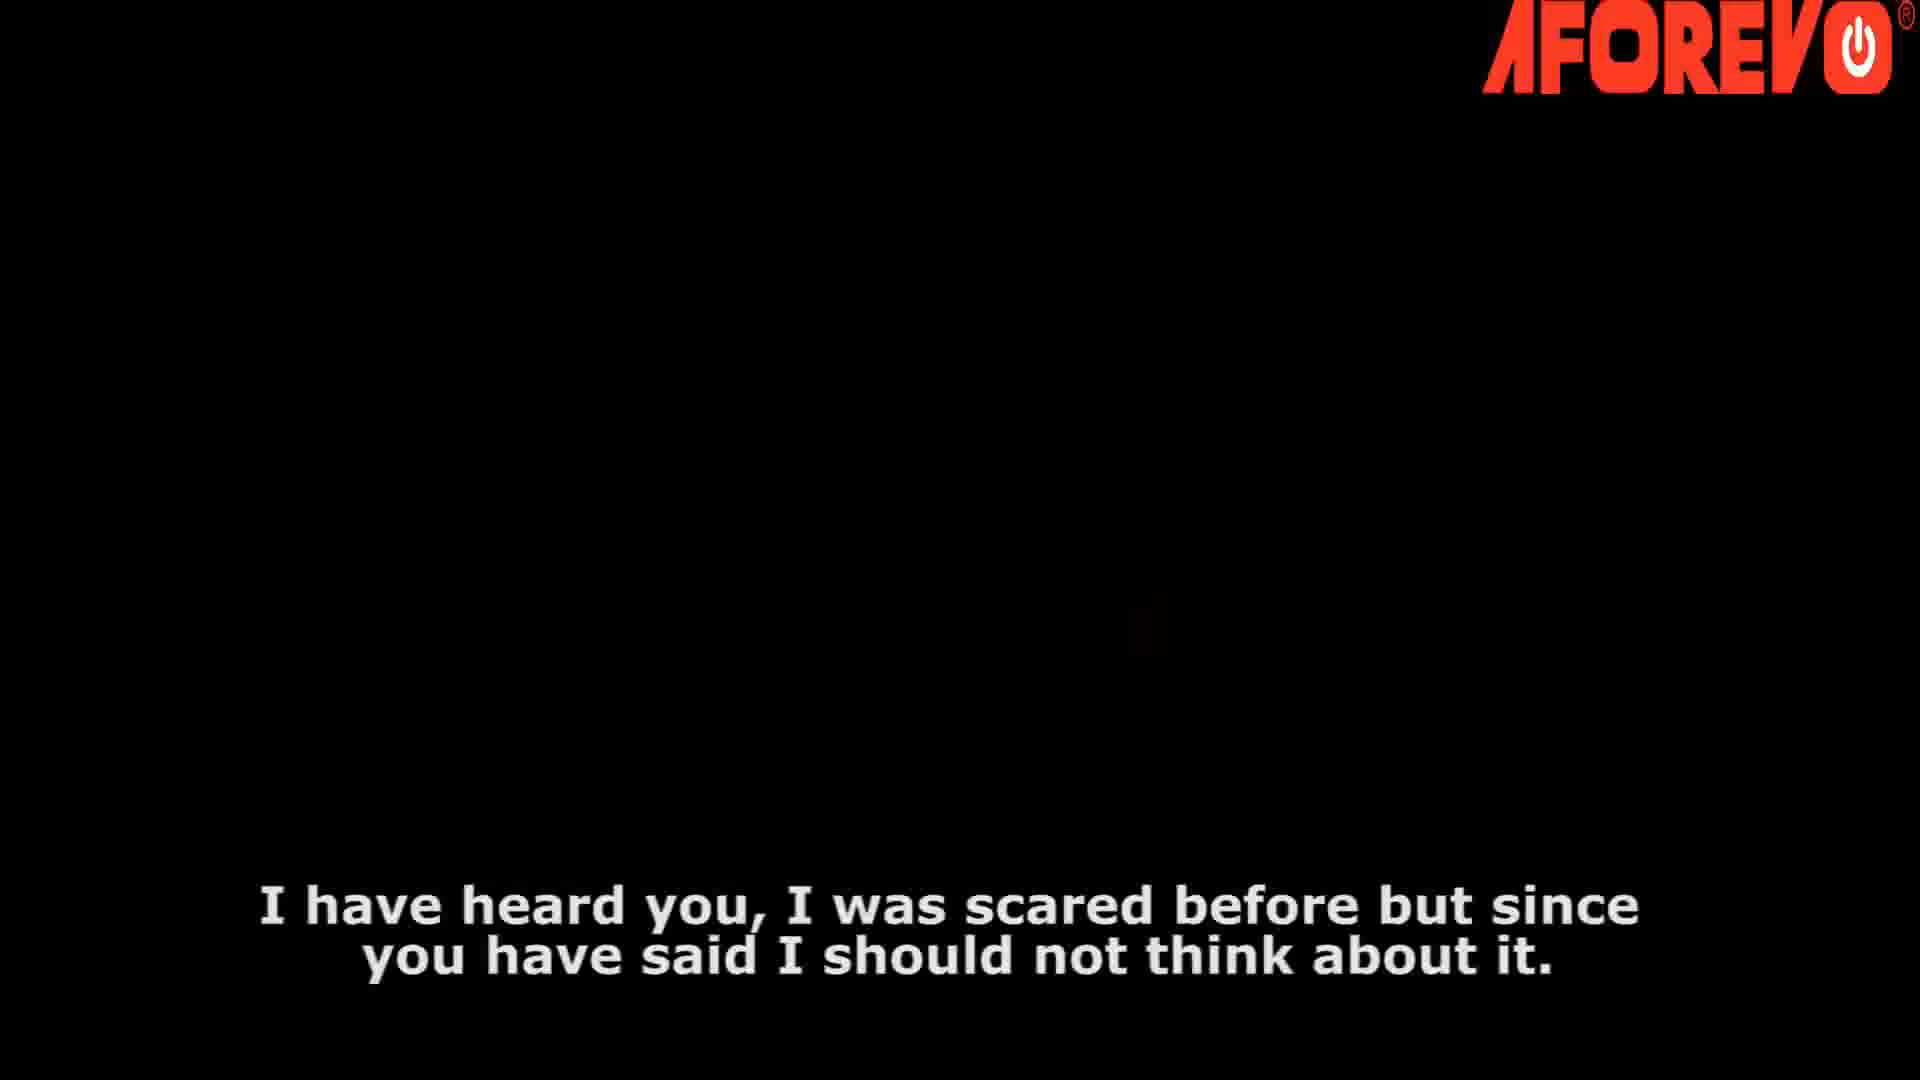 AFOREVO®
I have heard you, I was scared before but since
you have said I should not think about it.